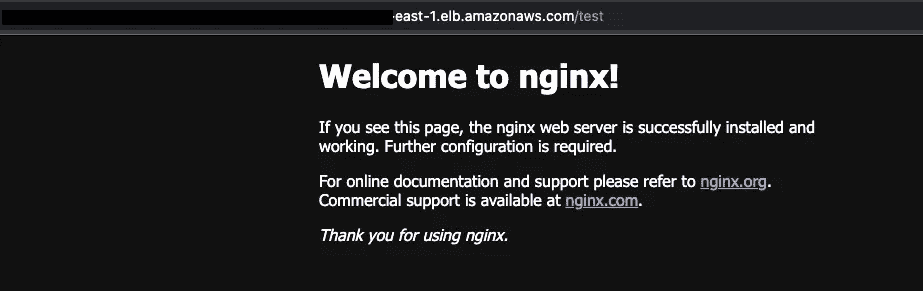 -east-1.elb.amazonaws.com/test
Welcome to nginx!
If you see this page, the nginx web server is successfully installed and
working. Further configuration is required.
For online documentation and support please refer to nginx.org.
Commercial support is available at nginx.com.
Thank you for using nginx.